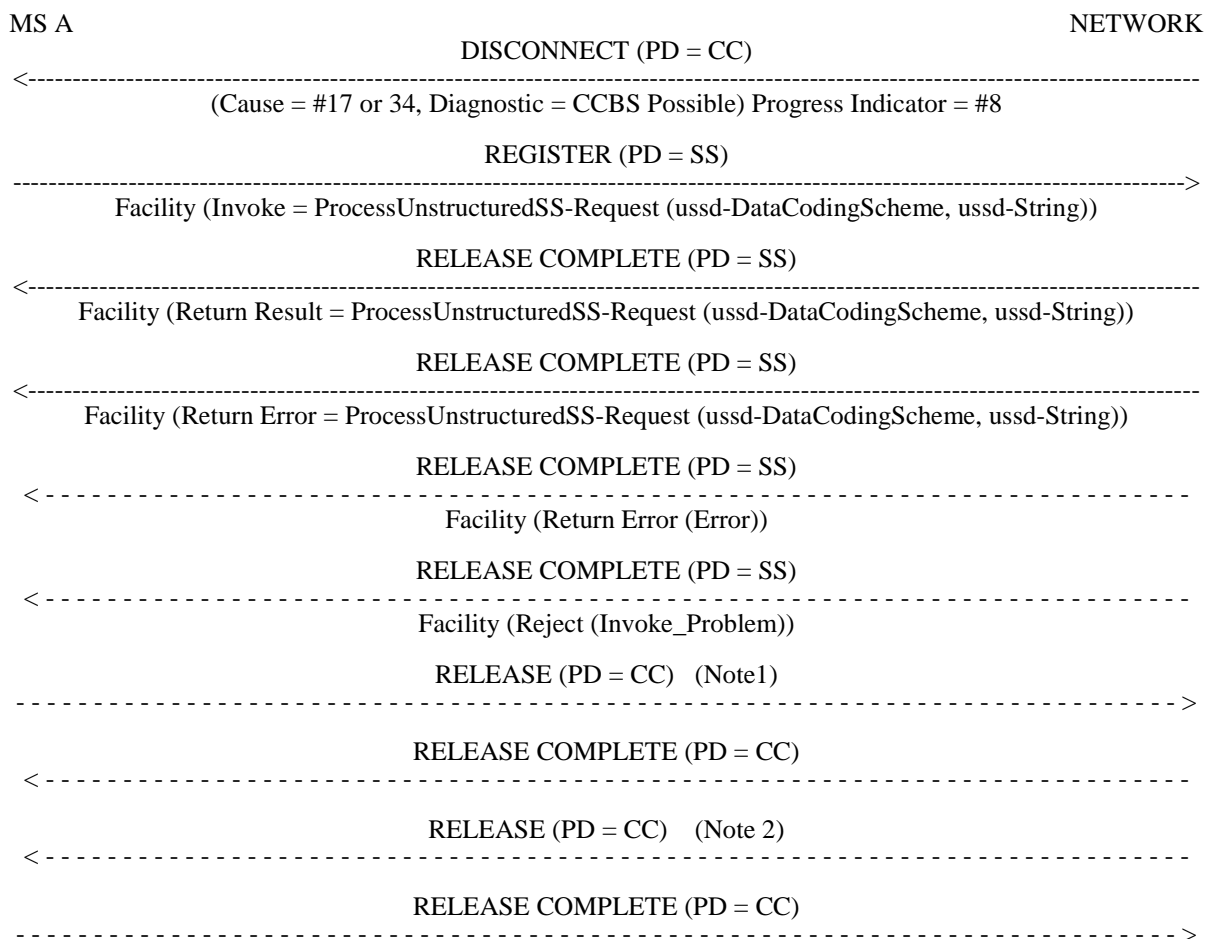 MS A NETWORK
DISCONNECT (PD = CC)
<------------------------------------------------------------------------------------------------------------------------------------
(Cause = #17 or 34, Diagnostic = CCBS Possible) Progress Indicator = #8
REGISTER (PD = SS)
------------------------------------------------------------------------------------------------------------------------------------>
Facility (Invoke = ProcessUnstructuredSS-Request (ussd-DataCodingScheme, ussd-String))
RELEASE COMPLETE (PD = SS)
<------------------------------------------------------------------------------------------------------------------------------------
Facility (Return Result = ProcessUnstructuredSS-Request (ussd-DataCodingScheme, ussd-String))
RELEASE COMPLETE (PD = SS)
<------------------------------------------------------------------------------------------------------------------------------------
Facility (Return Error = ProcessUnstructuredSS-Request (ussd-DataCodingScheme, ussd-String))
RELEASE COMPLETE (PD = SS)
< - - - - - - - - - - - - - - - - - - - - - - - - - - - - - - - - - - - - - - - - - - - - - - - - - - - - - - - - - - - - - - - - - - - - - - - - - -
Facility (Return Error (Error))
RELEASE COMPLETE (PD = SS)
< - - - - - - - - - - - - - - - - - - - - - - - - - - - - - - - - - - - - - - - - - - - - - - - - - - - - - - - - - - - - - - - - - - - - - - - - - -
Facility (Reject (Invoke_Problem))
RELEASE (PD = CC) (Note1)
- - - - - - - - - - - - - - - - - - - - - - - - - - - - - - - - - - - - - - - - - - - - - - - - - - - - - - - - - - - - - - - - - - - - - - - - - - >
RELEASE COMPLETE (PD = CC)
< - - - - - - - - - - - - - - - - - - - - - - - - - - - - - - - - - - - - - - - - - - - - - - - - - - - - - - - - - - - - - - - - - - - - - - - - - -
RELEASE (PD = CC) (Note 2)
< - - - - - - - - - - - - - - - - - - - - - - - - - - - - - - - - - - - - - - - - - - - - - - - - - - - - - - - - - - - - - - - - - - - - - - - - - -
RELEASE COMPLETE (PD = CC)
- - - - - - - - - - - - - - - - - - - - - - - - - - - - - - - - - - - - - - - - - - - - - - - - - - - - - - - - - - - - - - - - - - - - - - - - - - >